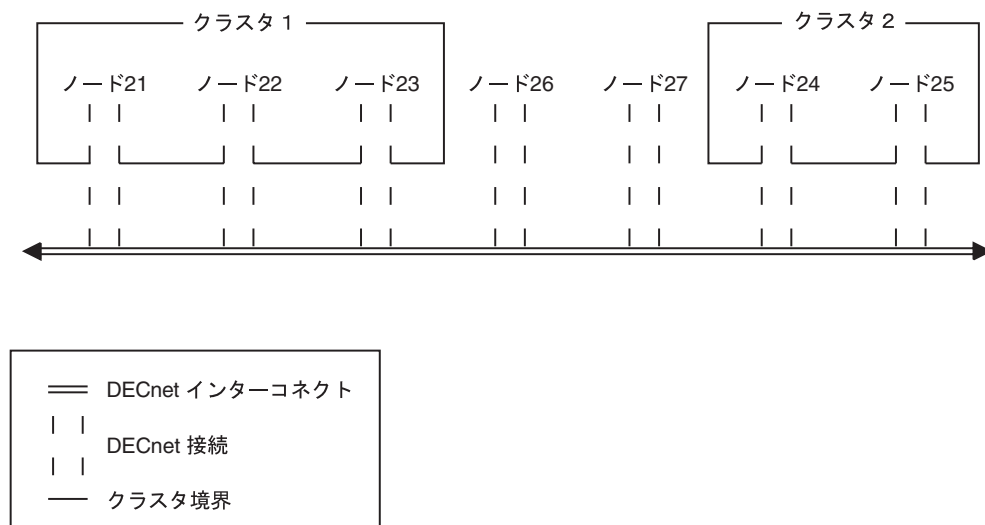 クラスタ 1
クラスタ 2
ノード21
ノード22
ノード23
ノード26
ノード27
ノード24
ノード25
DECnet インターコネクト
DECnet 接続
クラスタ境界